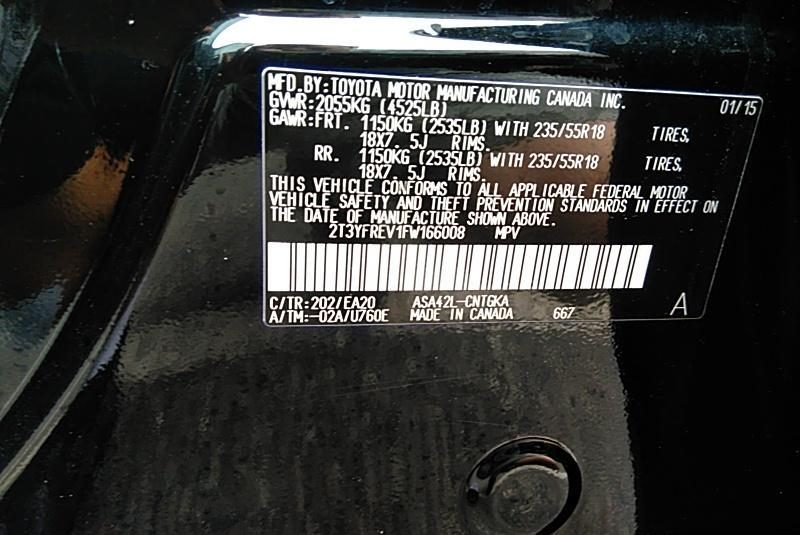 MFD. BY: TOYOTA MOTOR MANUFACTURING CANADA INC. 01/15
GVWR: 2055KG (4525LB)
GAWR: FRT. 1150KG (2535LB) WITH 235/55R18 TIRES,
18X7. 5J RIMS.
RR. 1150KG (2535LB) WITH 235/55R18 TIRES,
18X7. 5J RIMS.
THIS VEHICLE CONFORMS TO ALL APPLICABLE FEDERAL MOTOR
VEHICLE SAFETY AND THEFT PREVENTION STANDARDS IN EFFECT ON
THE DATE OF MANUFACTURE SHOWN ABOVE.
2T3YFREV1FW166008 MPV
C/TR: 202/EA20 ASA42L-CNTGKA
A/TM: -02A/U760E MADE IN CANADA 667 A